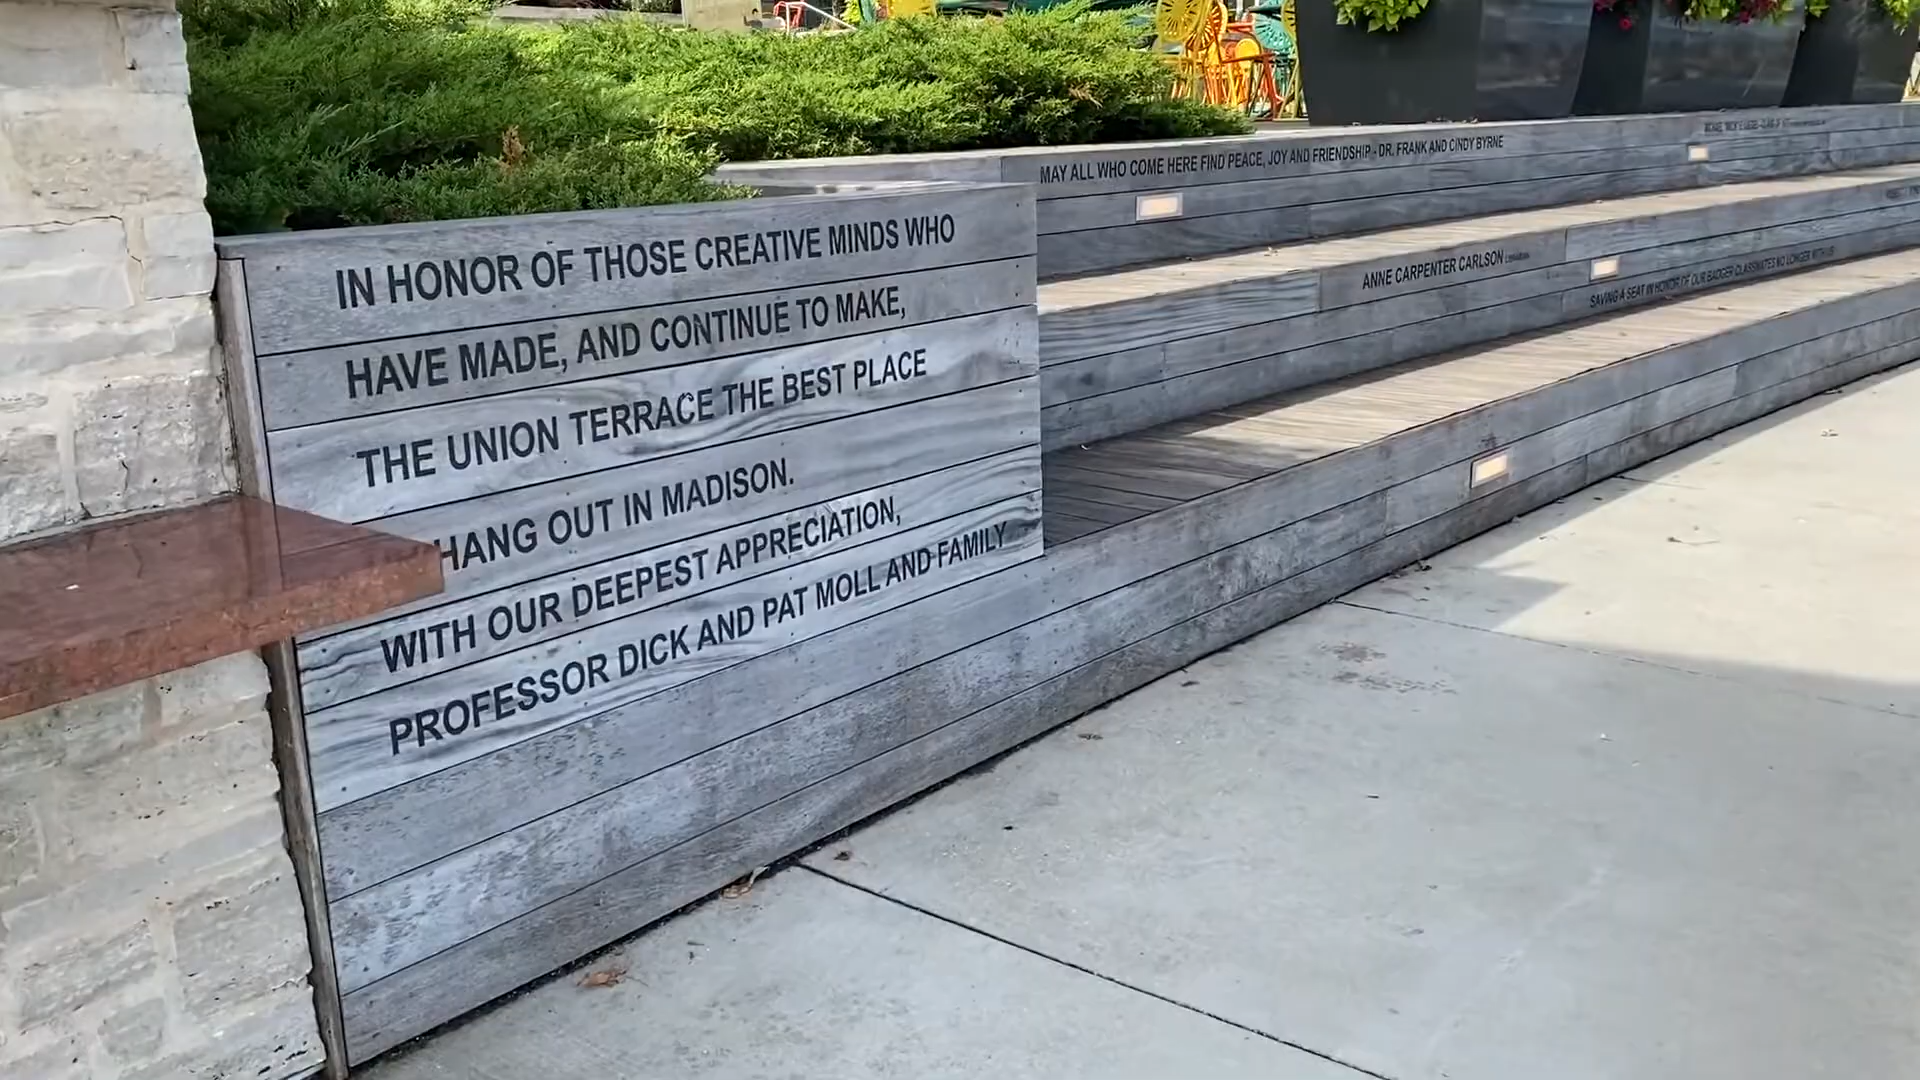 IN HONOR OF THOSE CREATIVE MINDS WHO
HAVE MADE, AND CONTINUE TO MAKE,
THE UNION TERRACE THE BEST PLACE
HANG OUT IN MADISON.
WITH OUR DEEPEST APPRECIATION,
PROFESSOR DICK AND PAT MOLL AND FAMILY
MAY ALL WHO COME HERE FIND PEACE, JOY AND FRIENDSHIP - DR. FRANK AND CINDY BYRNE
ANNE CARPENTER CARLSON
SAVING A SEAT IN HONOR OF OUR BADGER CLASSMATES NO LONGER WITH US